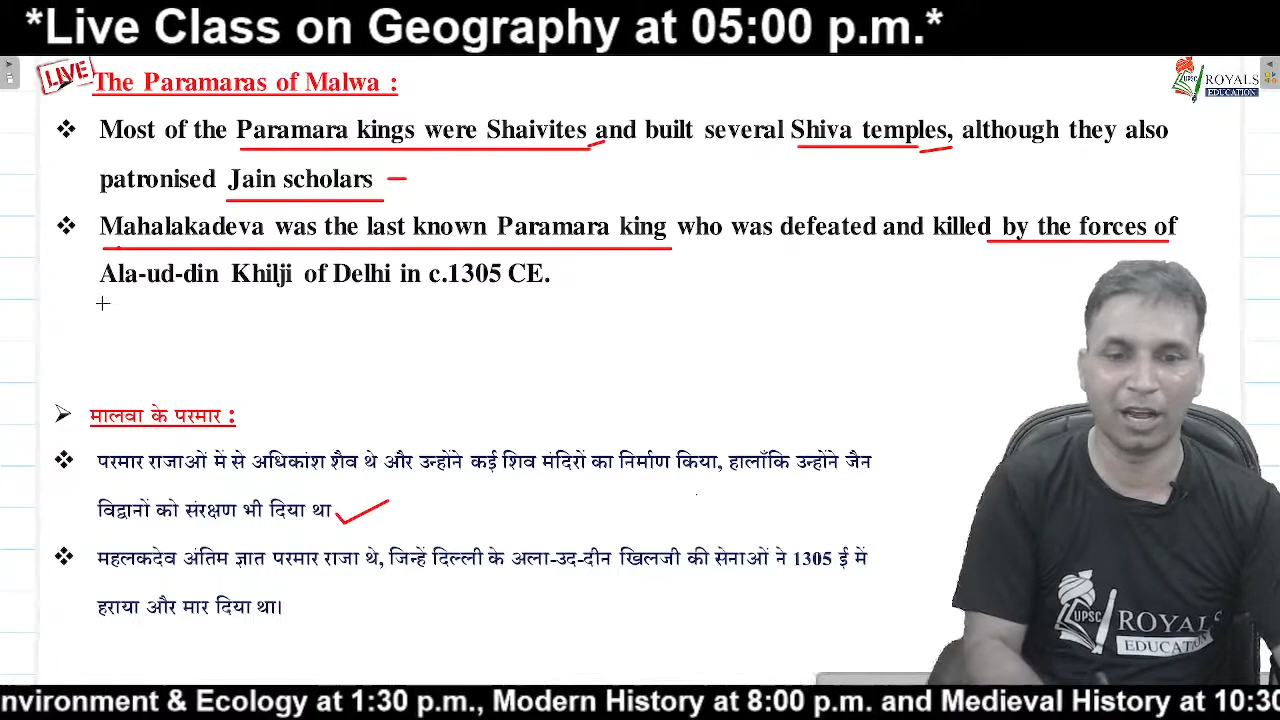 *Live Class on Geography at 05:00 p.m.*
LIVE
The Paramaras of Malwa :
UPSC ROYALS
EDUCATION
❖ Most of the Paramara kings were Shaivites and built several Shiva temples, although they also
patronised Jain scholars
❖ Mahalakadeva was the last known Paramara king who was defeated and killed by the forces of
Ala-ud-din Khilji of Delhi in c.1305 CE.
➢ मालवा के परमार :
❖ परमार राजाओं में से अधिकांश शैव थे और उन्होंने कई शिव मंदिरों का निर्माण किया, हालाँकि उन्होंने जैन
विद्वानों को संरक्षण भी दिया था
❖ महलकदेव अंतिम ज्ञात परमार राजा थे, जिन्हें दिल्ली के अला-उद-दीन खिलजी की सेनाओं ने 1305 ई में
हराया और मार दिया था।
UPSC ROYALS
EDUCATION
nvironment & Ecology at 1:30 p.m., Modern History at 8:00 p.m. and Medieval History at 10:30